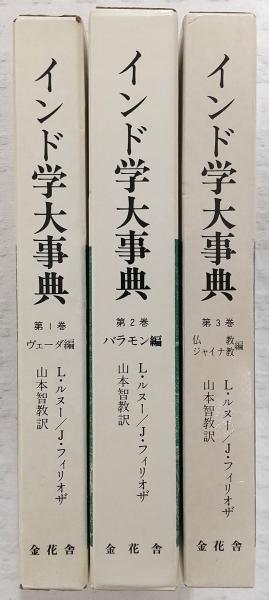 インド学大事典
第1巻
ヴェーダ編
L・ルヌー/J・フィリオザ
山本智教訳
金花舎
インド学大事典
第2巻
バラモン編
L・ルヌー/J・フィリオザ
山本智教訳
金花舎
インド学大事典
第3巻
仏教
ジャイナ教
編
L・ルヌー/J・フィリオザ
山本智教訳
金花舎